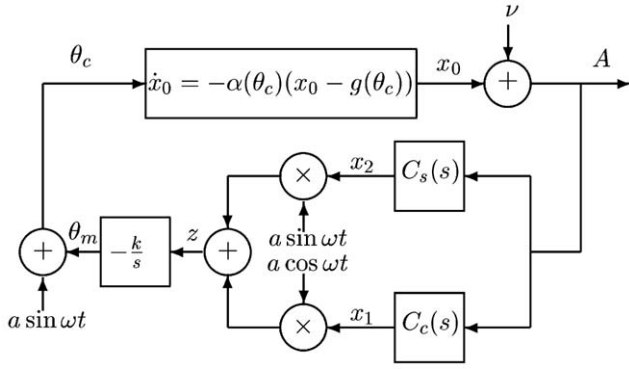 ν
θ_c
ẋ_0 = −α(θ_c)(x_0 − g(θ_c))
x_0
+
A
×
x_2
C_s(s)
+
θ_m
−k/s
z
+
a sin ωt
a cos ωt
a sin ωt
×
x_1
C_c(s)